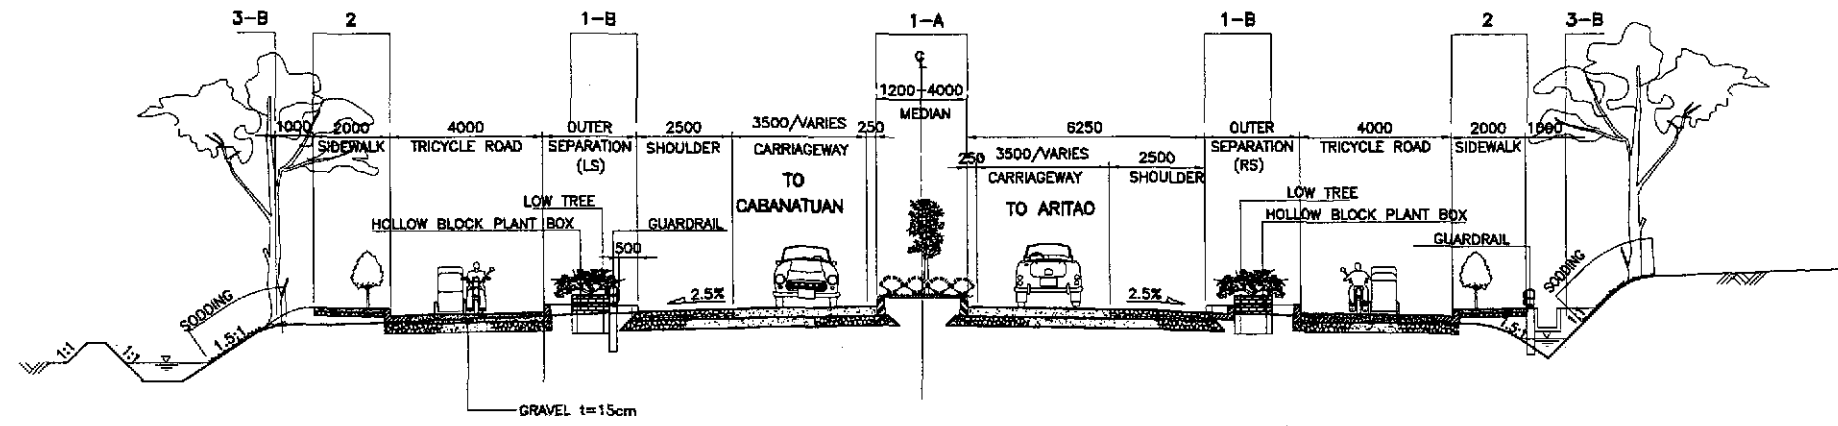 3-B 2 1-B 1-A 1-B 2 3-B
℄
1200-4000
MEDIAN
1000 2000 4000 OUTER 2500 3500/VARIES 250 6250 OUTER 4000 2000 1000
SIDEWALK TRICYCLE ROAD SEPARATION SHOULDER CARRIAGEWAY SEPARATION TRICYCLE ROAD SIDEWALK
(LS) (RS)
250 3500/VARIES 2500
CARRIAGEWAY SHOULDER
TO
CABANATUAN
TO ARITAO
LOW TREE
HOLLOW BLOCK PLANT BOX
GUARDRAIL
500
LOW TREE
HOLLOW BLOCK PLANT BOX
GUARDRAIL
SODDING
2.5%
2.5%
SODDING
1:1
1:1
1.5:1
1.5:1
1:1
GRAVEL t=15cm